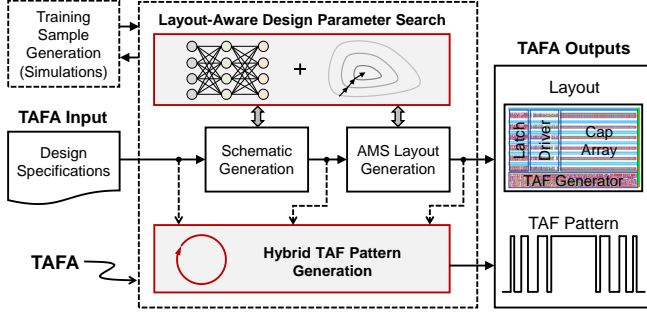 Training
Sample
Generation
(Simulations)
Layout-Aware Design Parameter Search
+
TAFA Outputs
Layout
Latch
Driver
Cap
Array
TAF Generator
TAFA Input
Design
Specifications
Schematic
Generation
AMS Layout
Generation
TAF Pattern
Hybrid TAF Pattern
Generation
TAFA